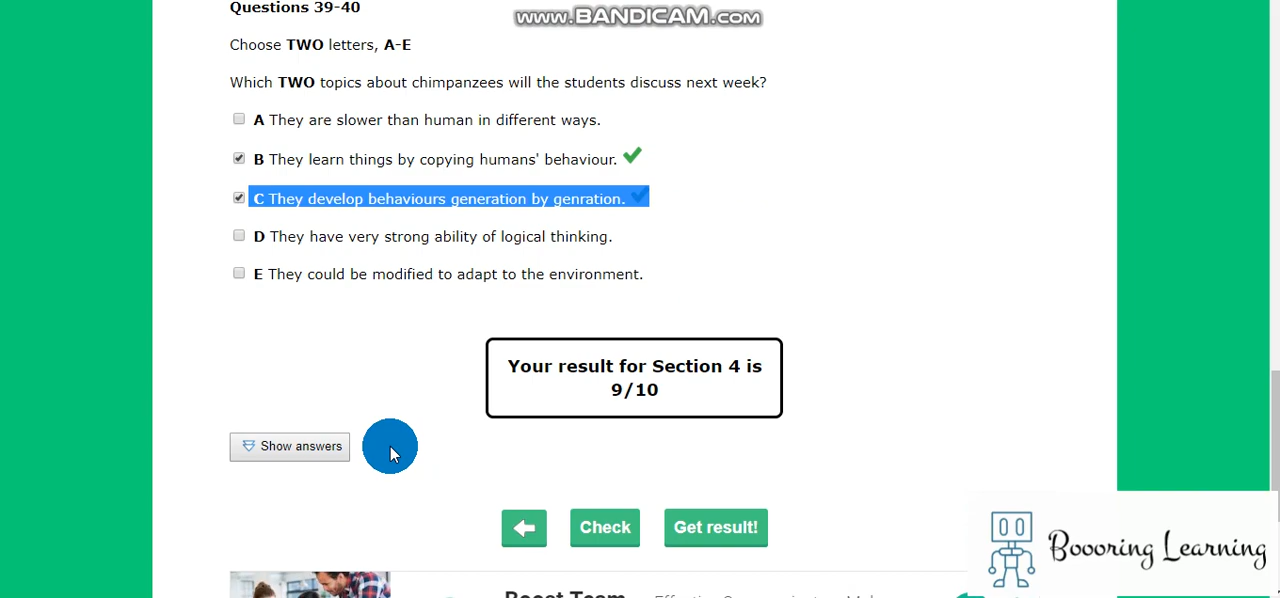 Questions 39-40
www.BANDICAM.com
Choose TWO letters, A-E
Which TWO topics about chimpanzees will the students discuss next week?
A They are slower than human in different ways.
B They learn things by copying humans' behaviour.
C They develop behaviours generation by genration.
D They have very strong ability of logical thinking.
E They could be modified to adapt to the environment.
Your result for Section 4 is
9/10
Show answers
Check
Get result!
Boooring Learning
Boost Team